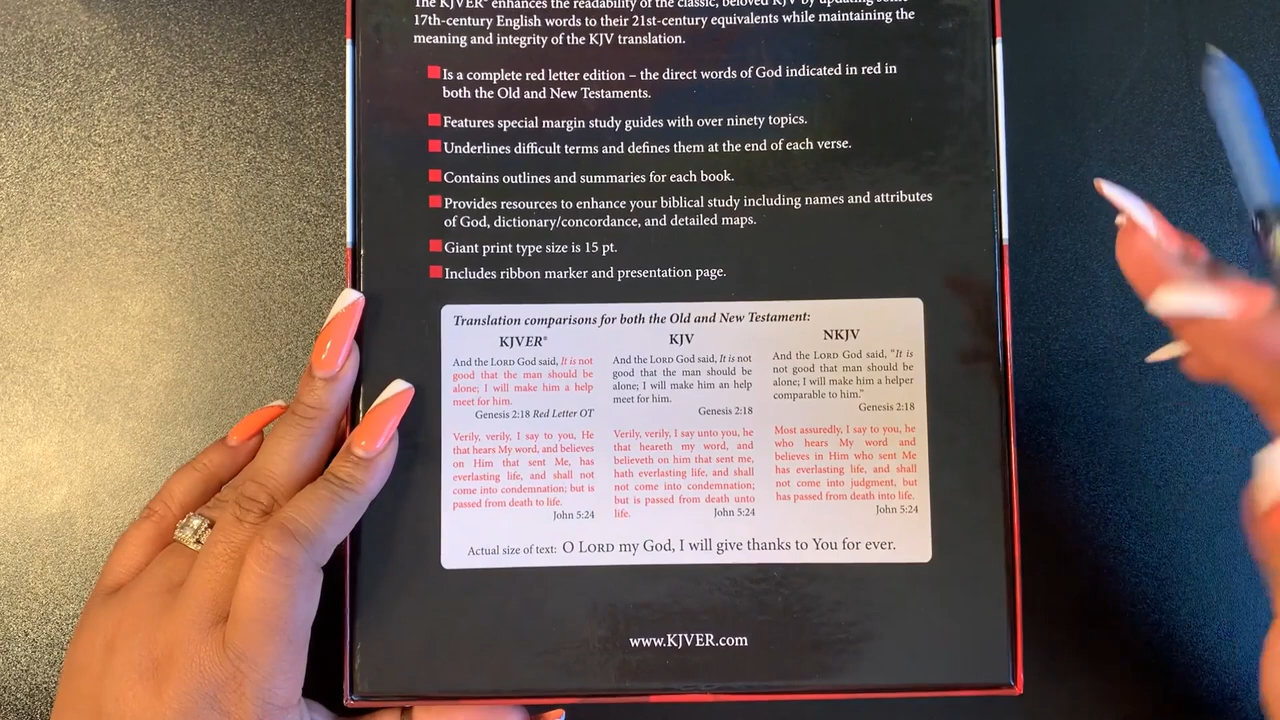 The KJVER® enhances the readability of the classic, beloved KJV by updating some
17th-century English words to their 21st-century equivalents while maintaining the
meaning and integrity of the KJV translation.
Is a complete red letter edition – the direct words of God indicated in red in
both the Old and New Testaments.
Features special margin study guides with over ninety topics.
Underlines difficult terms and defines them at the end of each verse.
Contains outlines and summaries for each book.
Provides resources to enhance your biblical study including names and attributes
of God, dictionary/concordance, and detailed maps.
Giant print type size is 15 pt.
Includes ribbon marker and presentation page.
Translation comparisons for both the Old and New Testament:
KJVER®
And the LORD God said, It is not
good that the man should be
alone; I will make him a help
meet for him.
Genesis 2:18 Red Letter OT
Verily, verily, I say to you, He
that hears My word, and believes
on Him that sent Me, has
everlasting life, and shall not
come into condemnation; but is
passed from death to life.
John 5:24
KJV
And the LORD God said, It is not
good that the man should be
alone; I will make him an help
meet for him.
Genesis 2:18
Verily, verily, I say unto you, he
that heareth my word, and
believeth on him that sent me,
hath everlasting life, and shall
not come into condemnation;
but is passed from death unto
life.
John 5:24
NKJV
And the LORD God said, "It is
not good that man should be
alone; I will make him a helper
comparable to him."
Genesis 2:18
Most assuredly, I say to you, he
who hears My word and
believes in Him who sent Me
has everlasting life, and shall
not come into judgment, but
has passed from death into life.
John 5:24
Actual size of text: O LORD my God, I will give thanks to You for ever.
www.KJVER.com